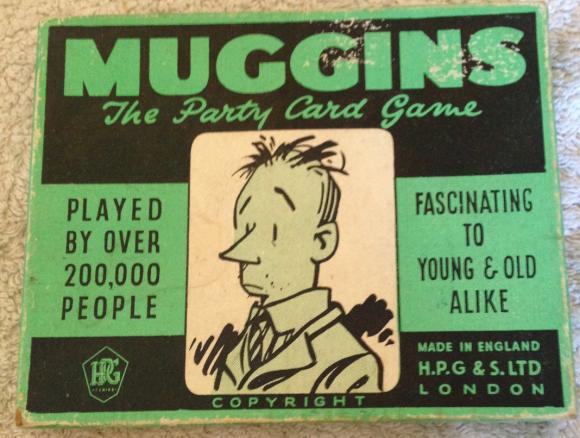 MUGGINS
The Party Card Game
PLAYED
BY OVER
200,000
PEOPLE
FASCINATING
TO
YOUNG & OLD
ALIKE
HPG
MADE IN ENGLAND
H.P.G & S. LTD
LONDON
COPYRIGHT